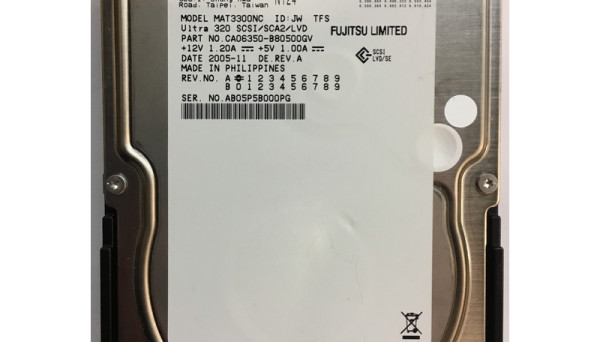 Road, Taipei, Taiwan N1Z4
MODEL MAT3300NC ID:JW TFS
Ultra 320 SCSI/SCA2/LVD
FUJITSU LIMITED
PART NO.CA06350-B80500GV
+12V 1.20A +5V 1.00A
SCSI
LVD/SE
DATE 2005-11 DE.REV.A
MADE IN PHILIPPINES
REV.NO. A 0 1 2 3 4 5 6 7 8 9
B 0 1 2 3 4 5 6 7 8 9
SER. NO.AB05P5B000PG